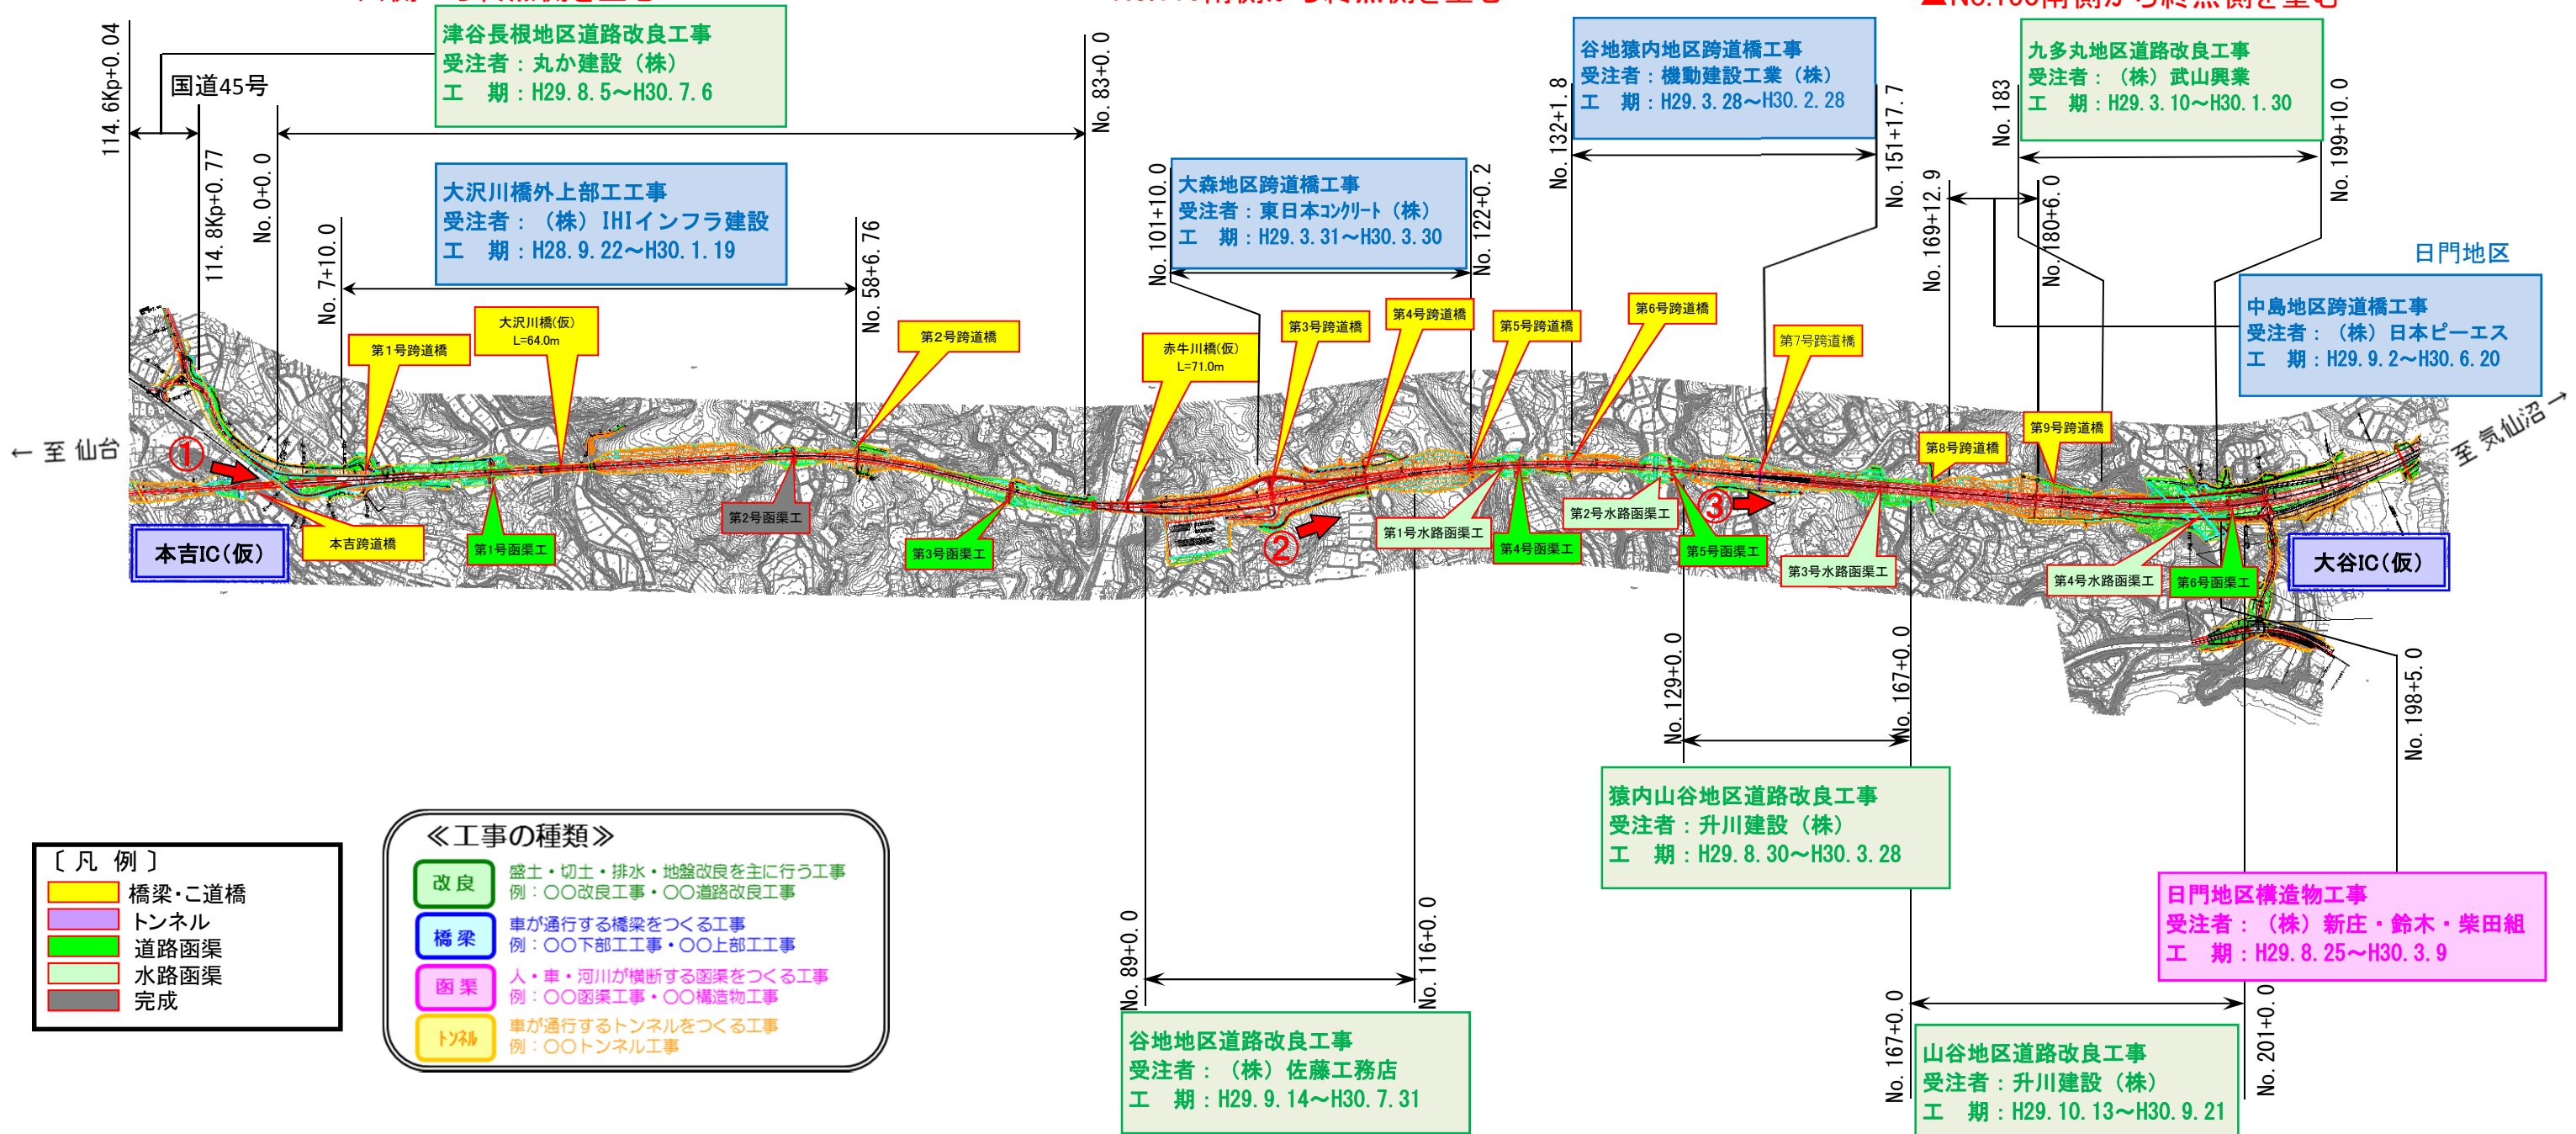 ▲No.183南側から終点側を望む
114.6Kp+0.04
国道45号
114.8Kp+0.77
No.0+0.0
津谷長根地区道路改良工事
受注者：丸か建設（株）
工　期：H29.8.5～H30.7.6
No.83+0.0
No.7+10.0
大沢川橋外上部工工事
受注者：（株）IHIインフラ建設
工　期：H28.9.22～H30.1.19
No.58+6.76
No.101+10.0
大森地区跨道橋工事
受注者：東日本ｺﾝｸﾘｰﾄ（株）
工　期：H29.3.31～H30.3.30
No.122+0.2
No.132+1.8
谷地猿内地区跨道橋工事
受注者：機動建設工業（株）
工　期：H29.3.28～H30.2.28
No.151+17.7
No.183
九多丸地区道路改良工事
受注者：（株）武山興業
工　期：H29.3.10～H30.1.30
No.199+10.0
No.169+12.9
No.180+6.0
日門地区
中島地区跨道橋工事
受注者：（株）日本ピーエス
工　期：H29.9.2～H30.6.20
第1号跨道橋
大沢川橋(仮)
L=64.0m
第2号跨道橋
赤牛川橋(仮)
L=71.0m
第3号跨道橋
第4号跨道橋
第5号跨道橋
第6号跨道橋
第7号跨道橋
第8号跨道橋
第9号跨道橋
← 至 仙台
至 気仙沼 →
①
②
③
本吉IC(仮)
本吉跨道橋
第1号函渠工
第2号函渠工
第3号函渠工
第1号水路函渠工
第4号函渠工
第2号水路函渠工
第5号函渠工
第3号水路函渠工
第4号水路函渠工
第6号函渠工
大谷IC(仮)
No.129+0.0
No.167+0.0
猿内山谷地区道路改良工事
受注者：升川建設（株）
工　期：H29.8.30～H30.3.28
No.198+5.0
日門地区構造物工事
受注者：（株）新庄・鈴木・柴田組
工　期：H29.8.25～H30.3.9
No.89+0.0
No.116+0.0
谷地地区道路改良工事
受注者：（株）佐藤工務店
工　期：H29.9.14～H30.7.31
No.167+0.0
No.201+0.0
山谷地区道路改良工事
受注者：升川建設（株）
工　期：H29.10.13～H30.9.21
〔 凡 例 〕
橋梁・こ道橋
トンネル
道路函渠
水路函渠
完成
≪工事の種類≫
改良
盛土・切土・排水・地盤改良を主に行う工事
例：〇〇改良工事・〇〇道路改良工事
橋梁
車が通行する橋梁をつくる工事
例：〇〇下部工工事・〇〇上部工工事
函渠
人・車・河川が横断する函渠をつくる工事
例：〇〇函渠工事・〇〇構造物工事
ﾄﾝﾈﾙ
車が通行するトンネルをつくる工事
例：〇〇トンネル工事